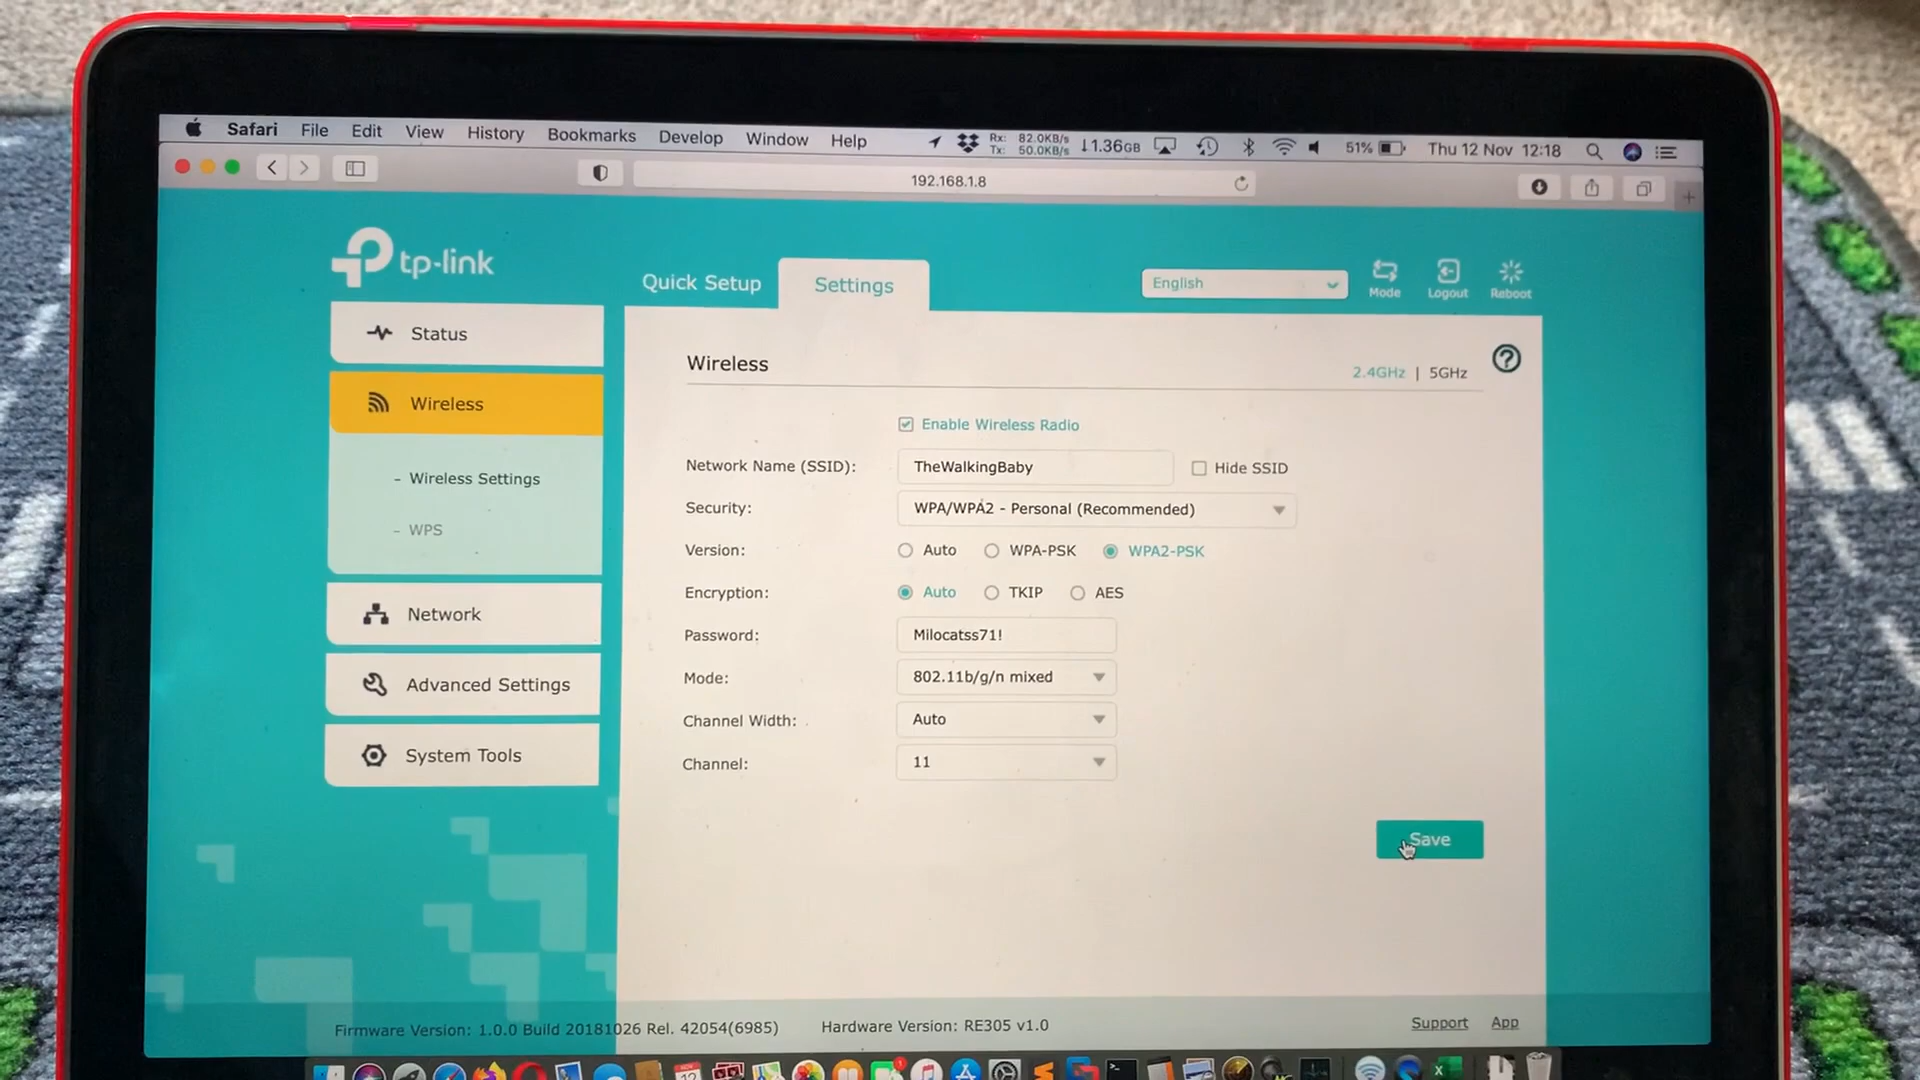 Safari File Edit View History Bookmarks Develop Window Help Rx: 82.0KB/s Tx: 50.0KB/s ↓1.36GB 51% Thu 12 Nov 12:18
192.168.1.8
tp-link
Quick Setup Settings English Mode Logout Reboot
Status
Wireless
- Wireless Settings
- WPS
Network
Advanced Settings
System Tools
Wireless 2.4GHz | 5GHz
Enable Wireless Radio
Network Name (SSID): TheWalkingBaby Hide SSID
Security: WPA/WPA2 - Personal (Recommended)
Version: Auto WPA-PSK WPA2-PSK
Encryption: Auto TKIP AES
Password: Milocatss71!
Mode: 802.11b/g/n mixed
Channel Width: Auto
Channel: 11
Save
Firmware Version: 1.0.0 Build 20181026 Rel. 42054(6985) Hardware Version: RE305 v1.0 Support App